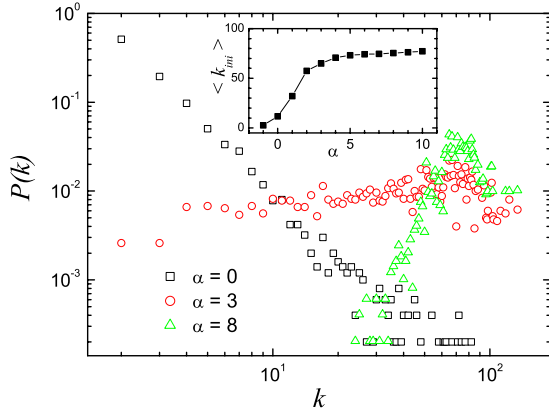 10⁰
10⁻¹
10⁻²
10⁻³
P(k)
100
50
0
< k_ini >
0 5 10
α
□ α = 0
○ α = 3
△ α = 8
10¹ 10²
k